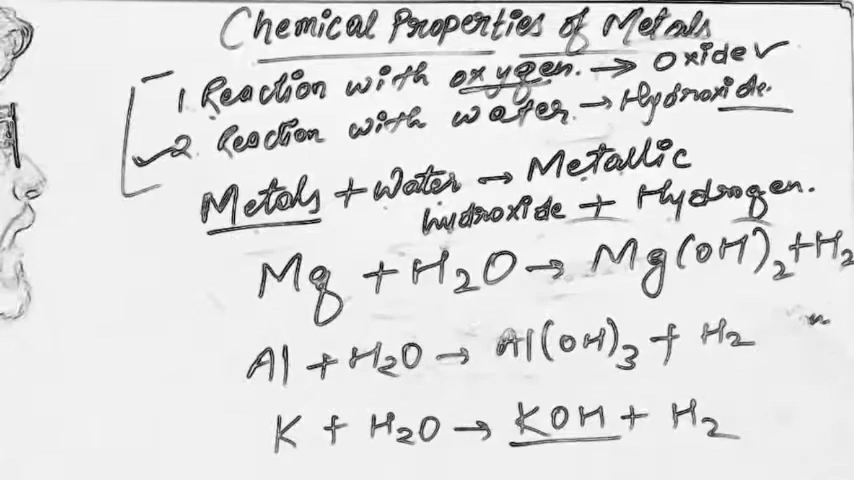 Chemical Properties of Metals
1 Reaction with oxygen. → Oxide ✓
✓ 2. Reaction with water. → Hydroxide.
Metals + Water → Metallic
hydroxide + Hydrogen.
Mg + H₂O → Mg(OH)₂ + H₂
Al + H₂O → Al(OH)₃ + H₂
K + H₂O → KOH + H₂